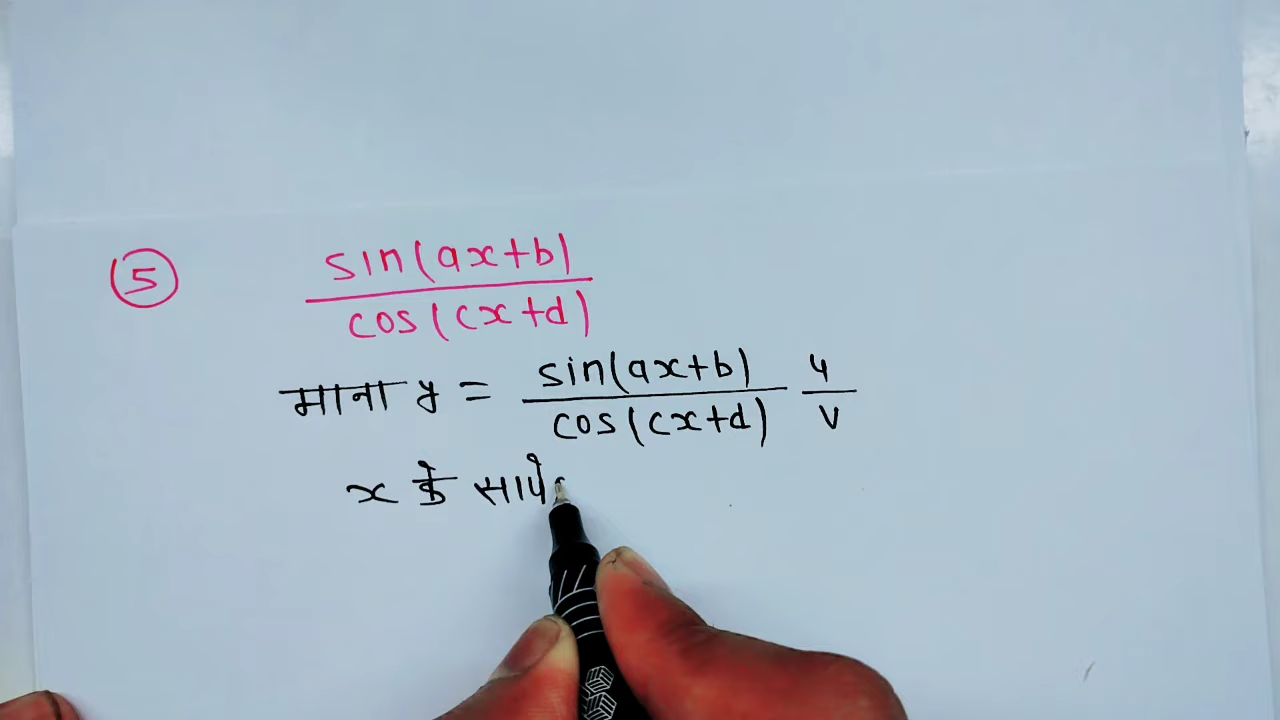 5 sin(ax+b)
cos(cx+d)
माना y = sin(ax+b) u
cos(cx+d) v
x के सापे